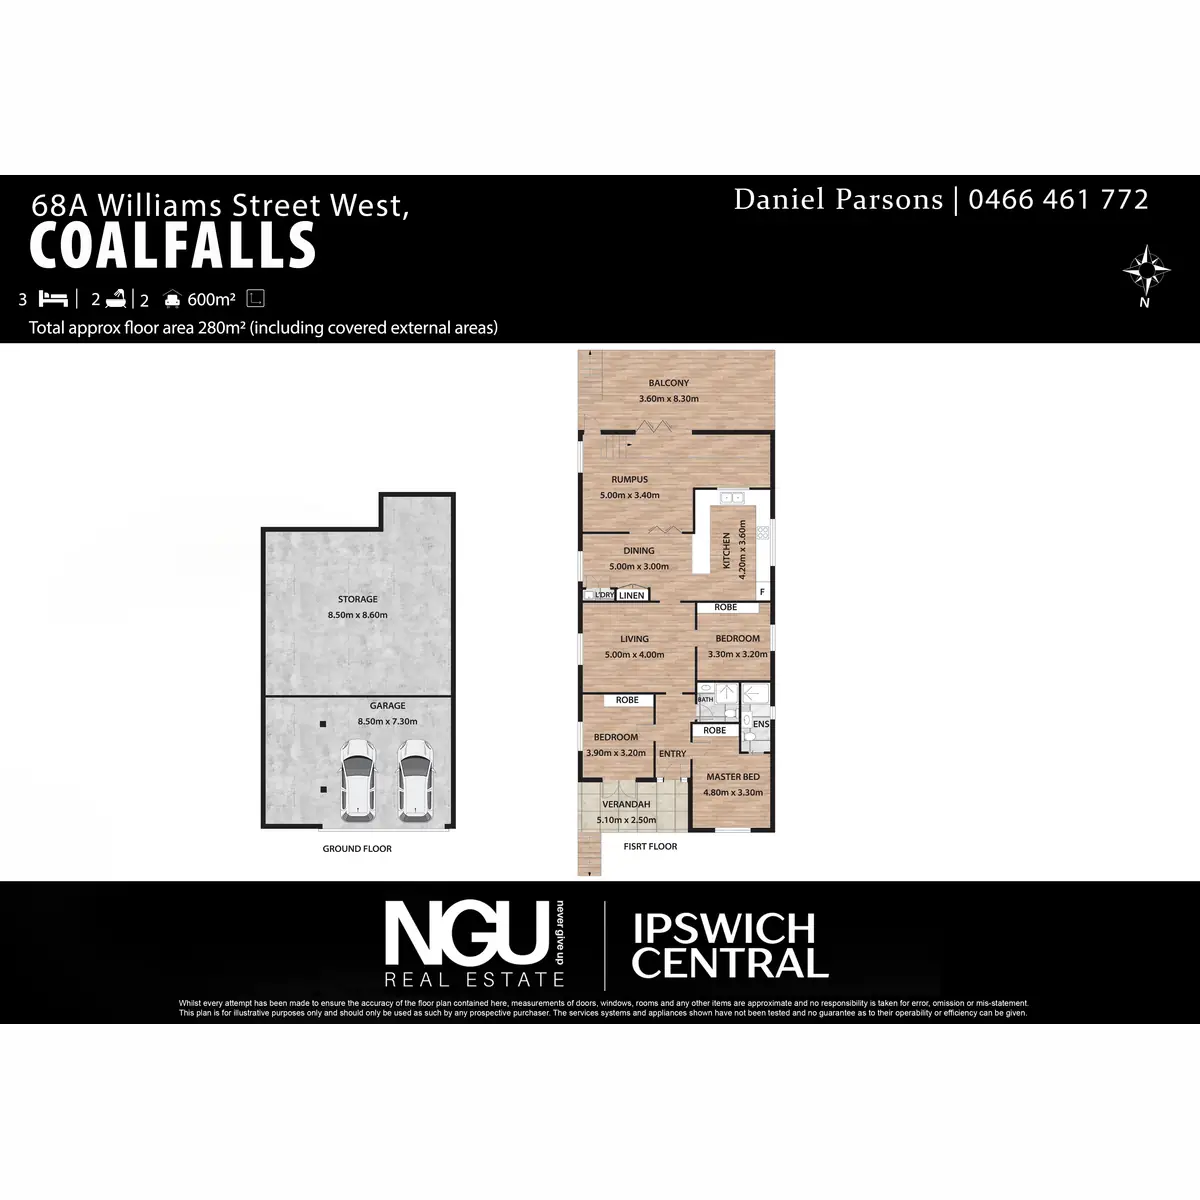 68A Williams Street West,
COALFALLS
Daniel Parsons | 0466 461 772
3 | 2 | 2 600m²
Total approx floor area 280m² (including covered external areas)
N
BALCONY
3.60m x 8.30m
RUMPUS
5.00m x 3.40m
KITCHEN
4.20m x 3.60m
DINING
5.00m x 3.00m
L'DRY
LINEN
F
ROBE
LIVING
5.00m x 4.00m
BEDROOM
3.30m x 3.20m
ROBE
BATH
ENS
ROBE
BEDROOM
3.90m x 3.20m
ENTRY
MASTER BED
4.80m x 3.30m
VERANDAH
5.10m x 2.50m
FISRT FLOOR
STORAGE
8.50m x 8.60m
GARAGE
8.50m x 7.30m
GROUND FLOOR
NGU
never give up
REAL ESTATE
IPSWICH
CENTRAL
Whilst every attempt has been made to ensure the accuracy of the floor plan contained here, measurements of doors, windows, rooms and any other items are approximate and no responsibility is taken for error, omission or mis-statement.
This plan is for illustrative purposes only and should only be used as such by any prospective purchaser. The services systems and appliances shown have not been tested and no guarantee as to their operability or efficiency can be given.